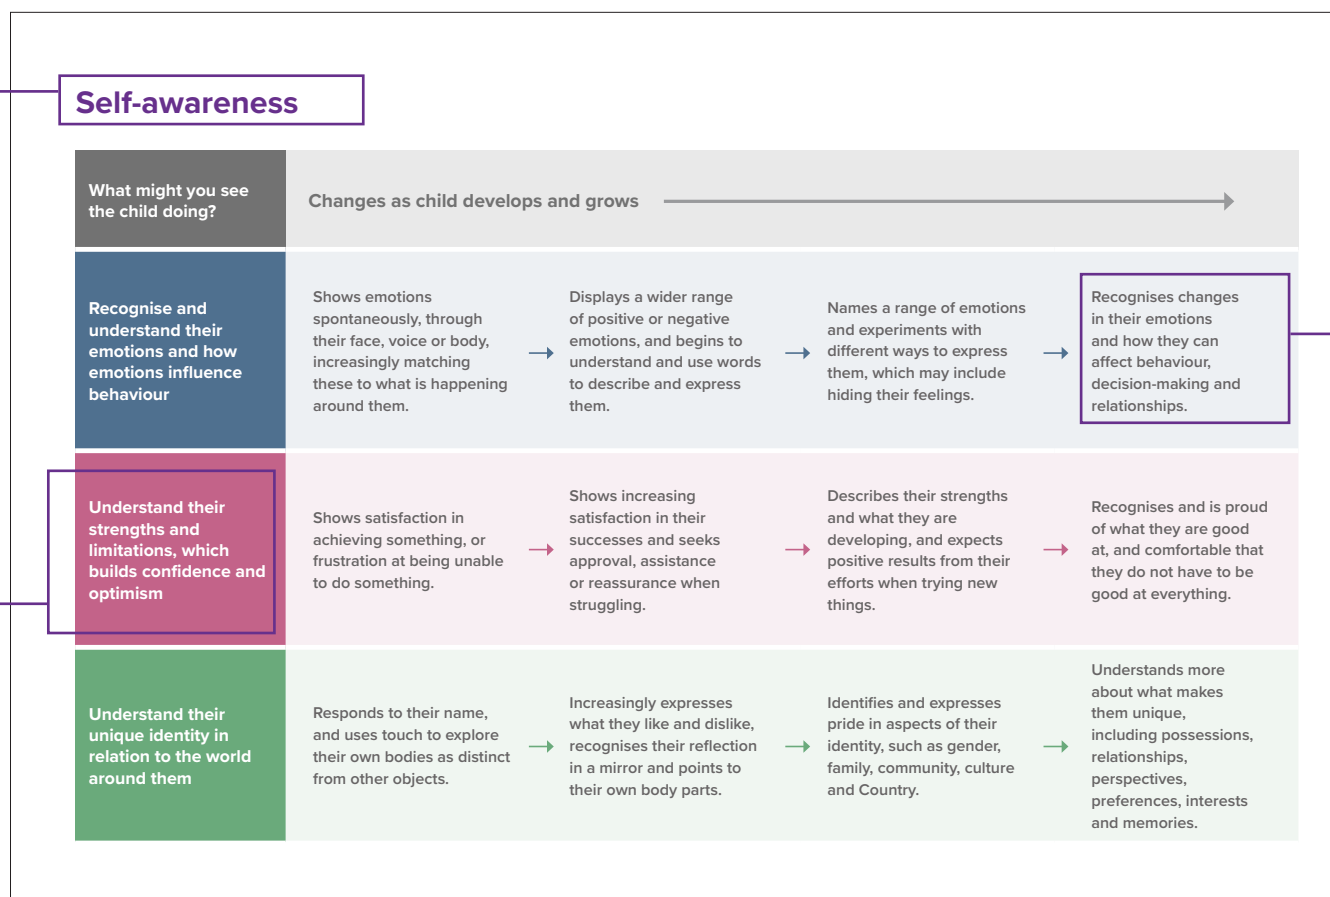 Self-awareness
What might you see
the child doing?
Changes as child develops and grows
Recognise and
understand their
emotions and how
emotions influence
behaviour
Shows emotions
spontaneously, through
their face, voice or body,
increasingly matching
these to what is happening
around them.
Displays a wider range
of positive or negative
emotions, and begins to
understand and use words
to describe and express
them.
Names a range of emotions
and experiments with
different ways to express
them, which may include
hiding their feelings.
Recognises changes
in their emotions
and how they can
affect behaviour,
decision-making and
relationships.
Understand their
strengths and
limitations, which
builds confidence and
optimism
Shows satisfaction in
achieving something, or
frustration at being unable
to do something.
Shows increasing
satisfaction in their
successes and seeks
approval, assistance
or reassurance when
struggling.
Describes their strengths
and what they are
developing, and expects
positive results from their
efforts when trying new
things.
Recognises and is proud
of what they are good
at, and comfortable that
they do not have to be
good at everything.
Understand their
unique identity in
relation to the world
around them
Responds to their name,
and uses touch to explore
their own bodies as distinct
from other objects.
Increasingly expresses
what they like and dislike,
recognises their reflection
in a mirror and points to
their own body parts.
Identifies and expresses
pride in aspects of their
identity, such as gender,
family, community, culture
and Country.
Understands more
about what makes
them unique,
including possessions,
relationships,
perspectives,
preferences, interests
and memories.